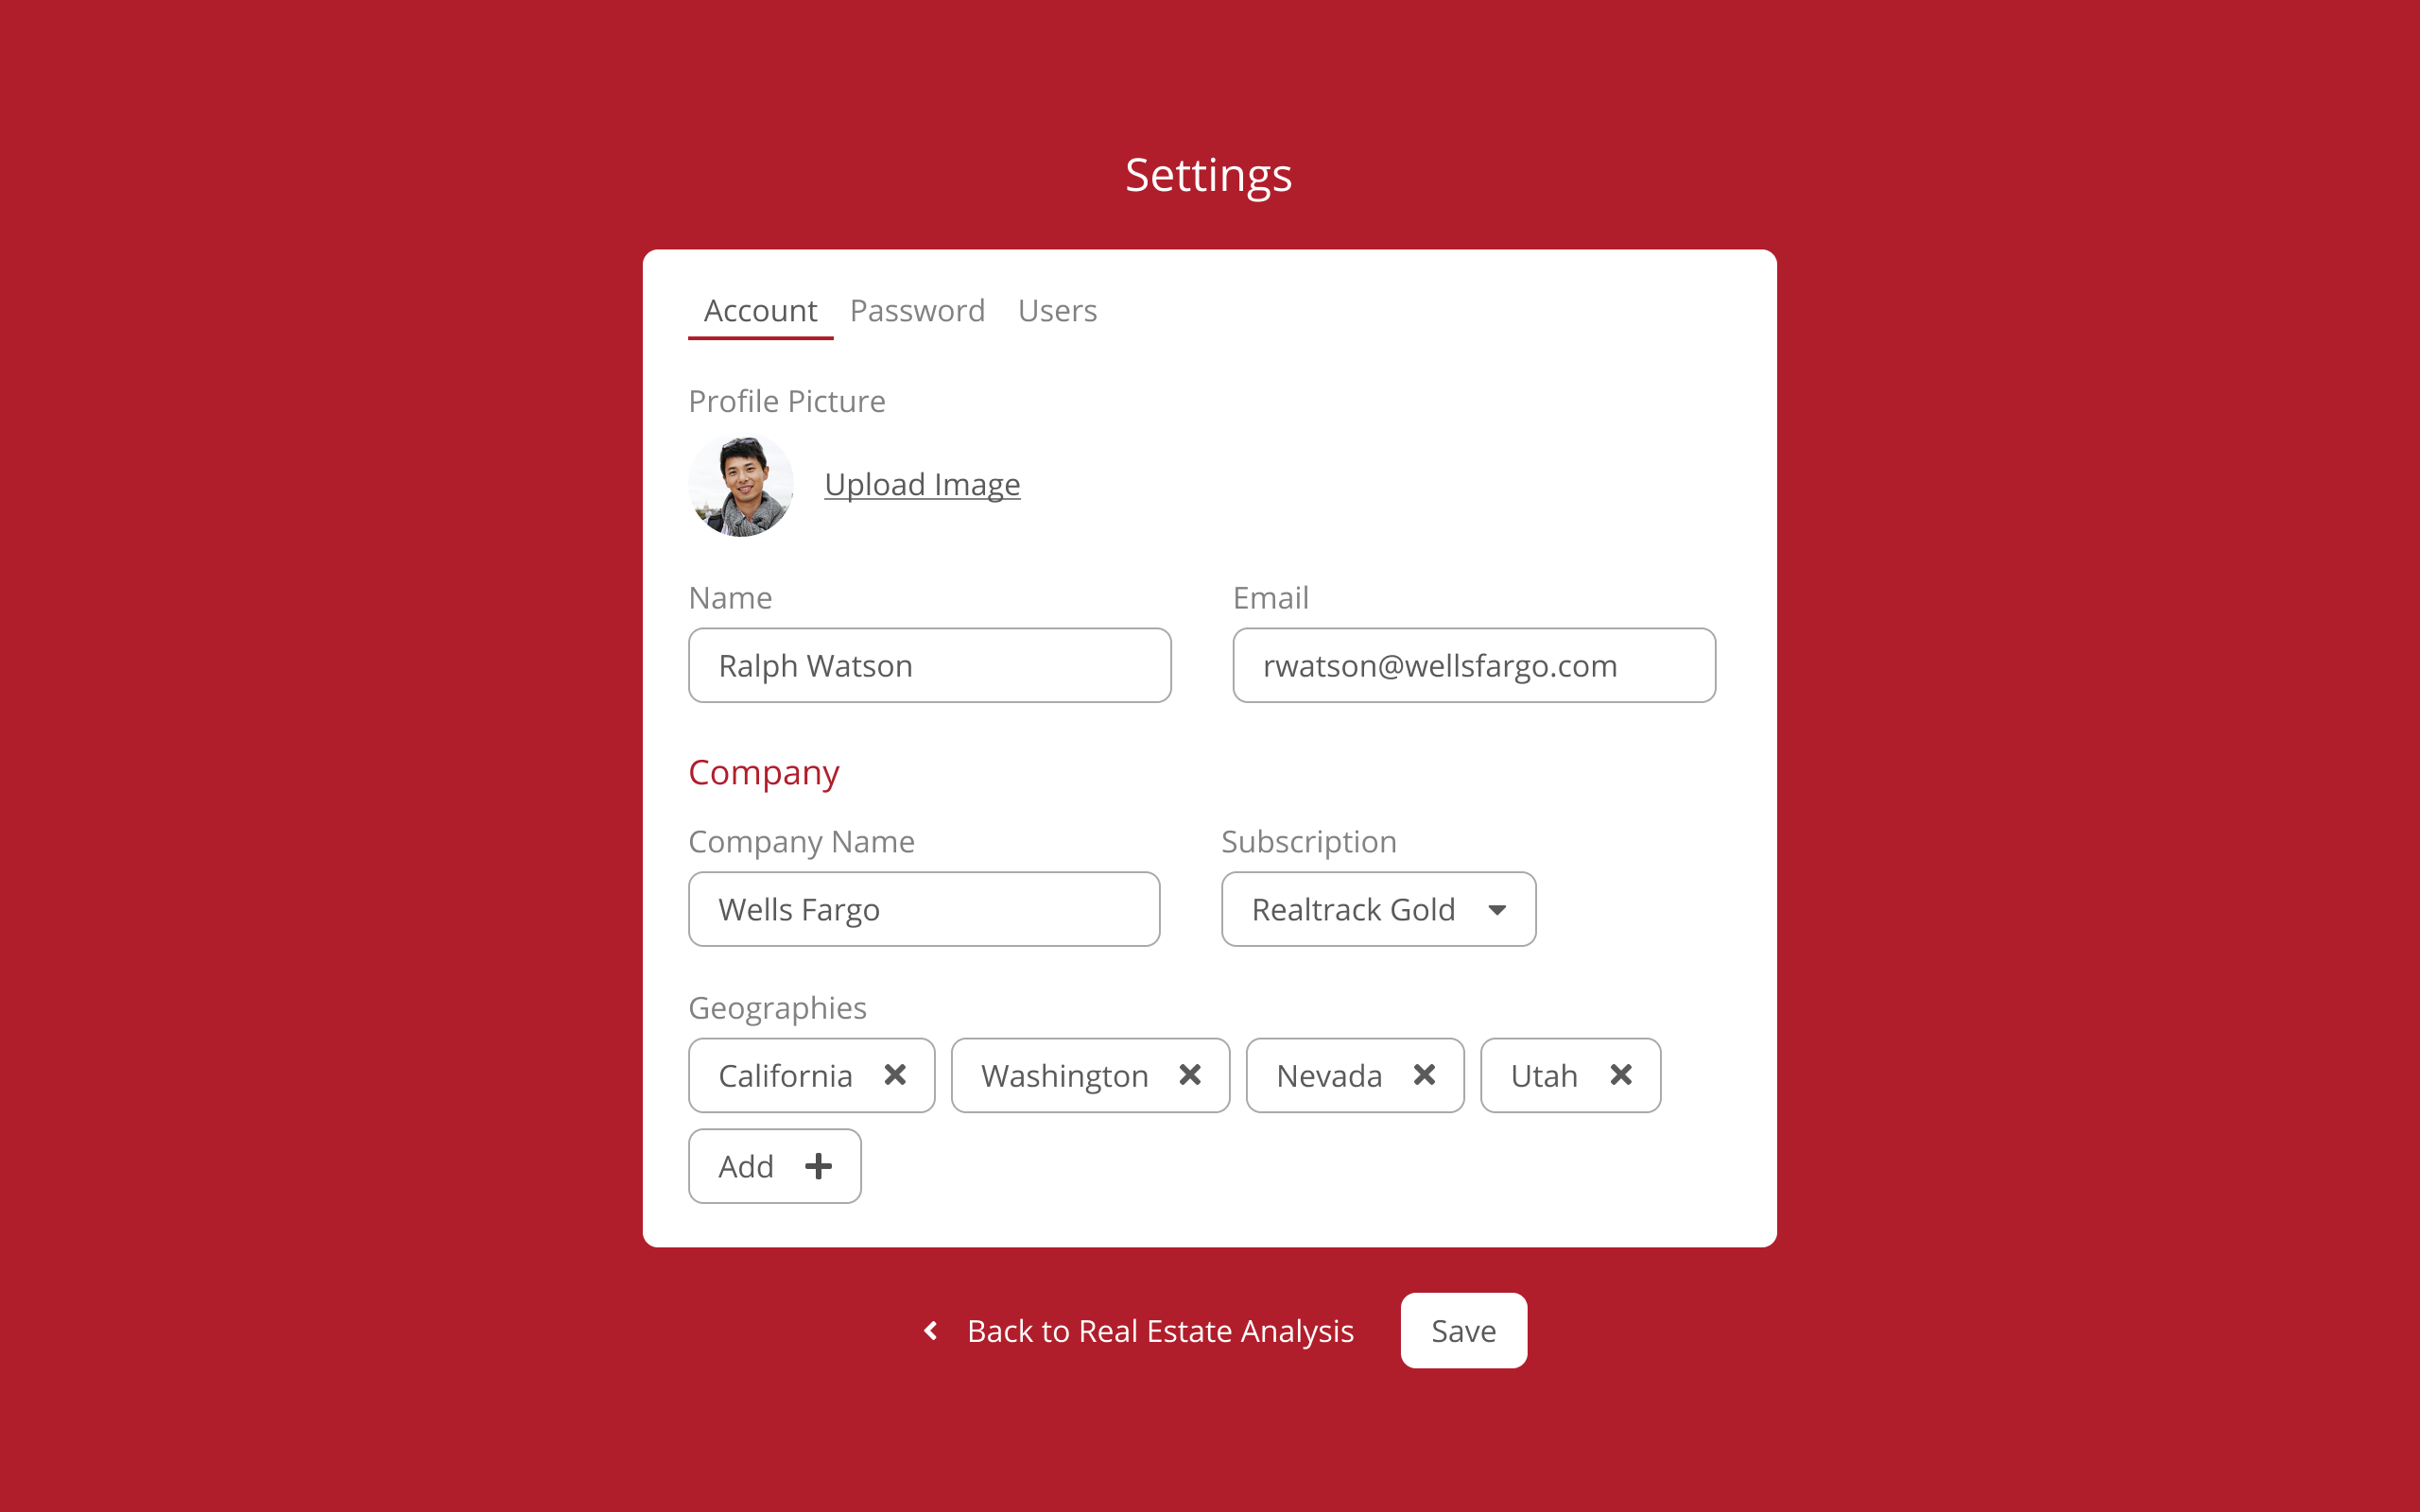 Settings
Account Password Users
Profile Picture
Upload Image
Name Email
Ralph Watson rwatson@wellsfargo.com
Company
Company Name Subscription
Wells Fargo Realtrack Gold
Geographies
California Washington Nevada Utah
Add
Back to Real Estate Analysis Save